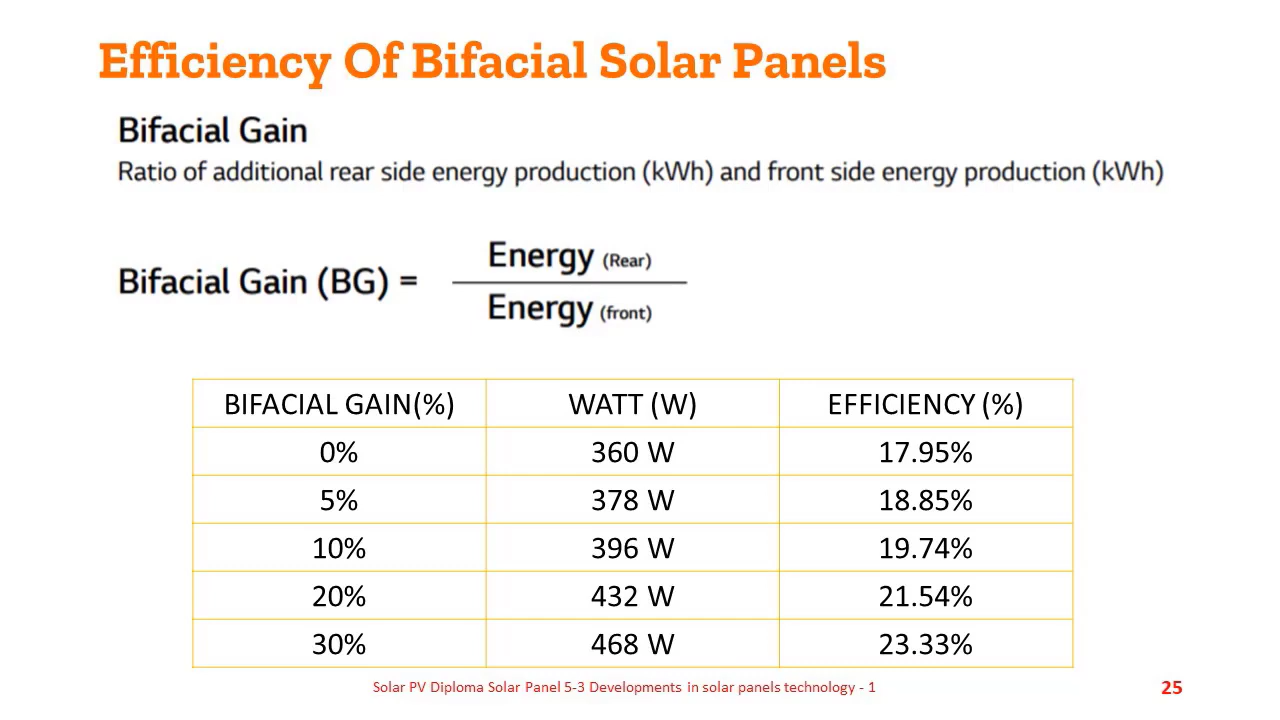 Efficiency Of Bifacial Solar Panels
Bifacial Gain
Ratio of additional rear side energy production (kWh) and front side energy production (kWh)
Bifacial Gain (BG) =
Energy (Rear)
Energy (front)
BIFACIAL GAIN(%) WATT (W) EFFICIENCY (%)
0% 360 W 17.95%
5% 378 W 18.85%
10% 396 W 19.74%
20% 432 W 21.54%
30% 468 W 23.33%
Solar PV Diploma Solar Panel 5-3 Developments in solar panels technology - 1 25